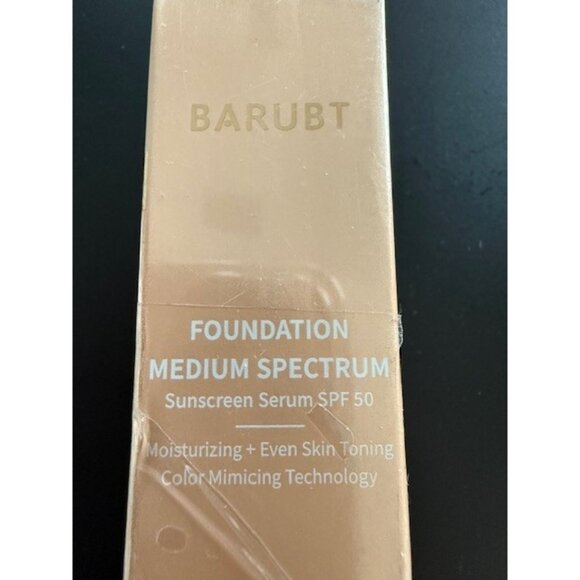 BARUBT
FOUNDATION
MEDIUM SPECTRUM
Sunscreen Serum SPF 50
Moisturizing + Even Skin Toning
Color Mimicing Technology